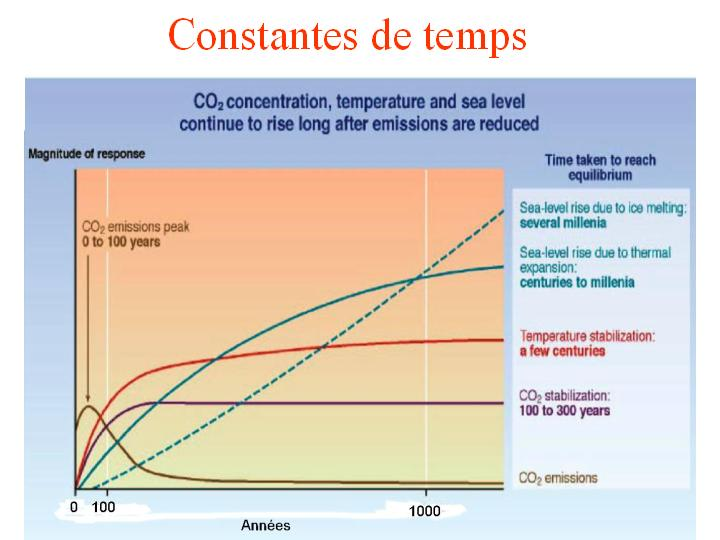 Constantes de temps
CO₂ concentration, temperature and sea level
continue to rise long after emissions are reduced
Magnitude of response
Time taken to reach
equilibrium
CO₂ emissions peak
0 to 100 years
Sea-level rise due to ice melting:
several millenia
Sea-level rise due to thermal
expansion:
centuries to millenia
Temperature stabilization:
a few centuries
CO₂ stabilization:
100 to 300 years
CO₂ emissions
0 100 1000
Années